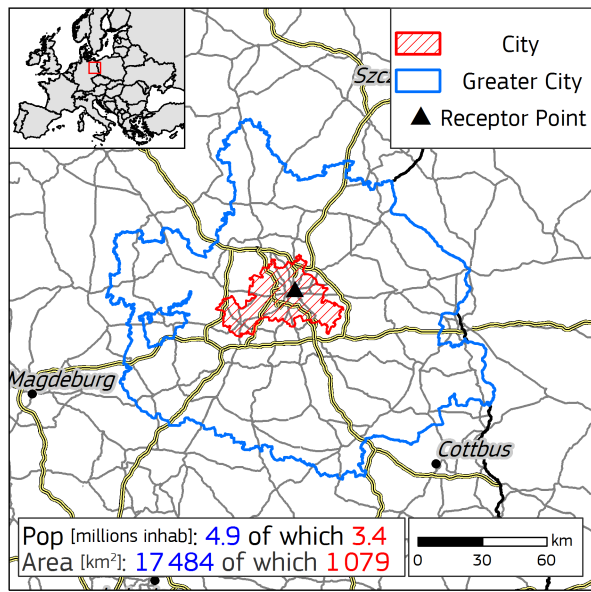 Szcz
City
Greater City
Receptor Point
Magdeburg
Cottbus
Pop [millions inhab]: 4.9 of which 3.4
Area [km²]: 17 484 of which 1 079
km
0 30 60